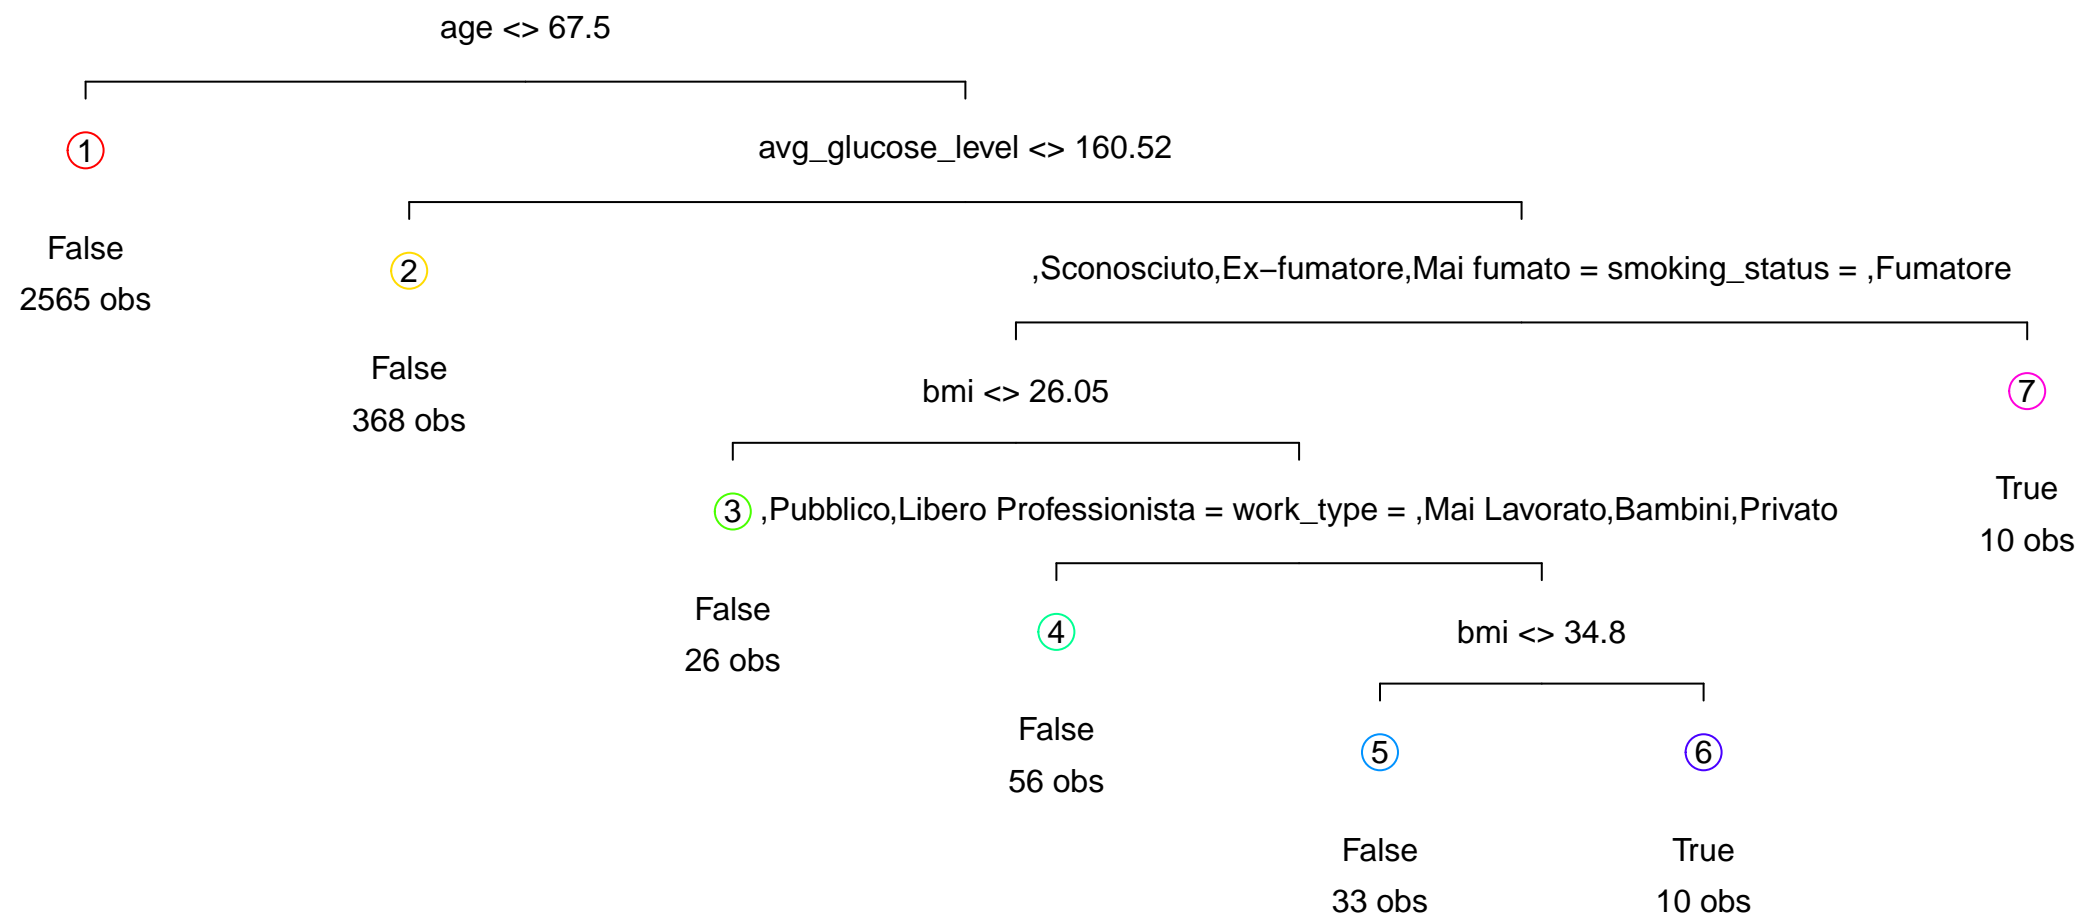 age <> 67.5
1
avg_glucose_level <> 160.52
False
2565 obs
2
,Sconosciuto,Ex−fumatore,Mai fumato = smoking_status = ,Fumatore
False
368 obs
bmi <> 26.05
7
True
10 obs
3
,Pubblico,Libero Professionista = work_type = ,Mai Lavorato,Bambini,Privato
False
26 obs
4
bmi <> 34.8
False
56 obs
5
6
False
33 obs
True
10 obs